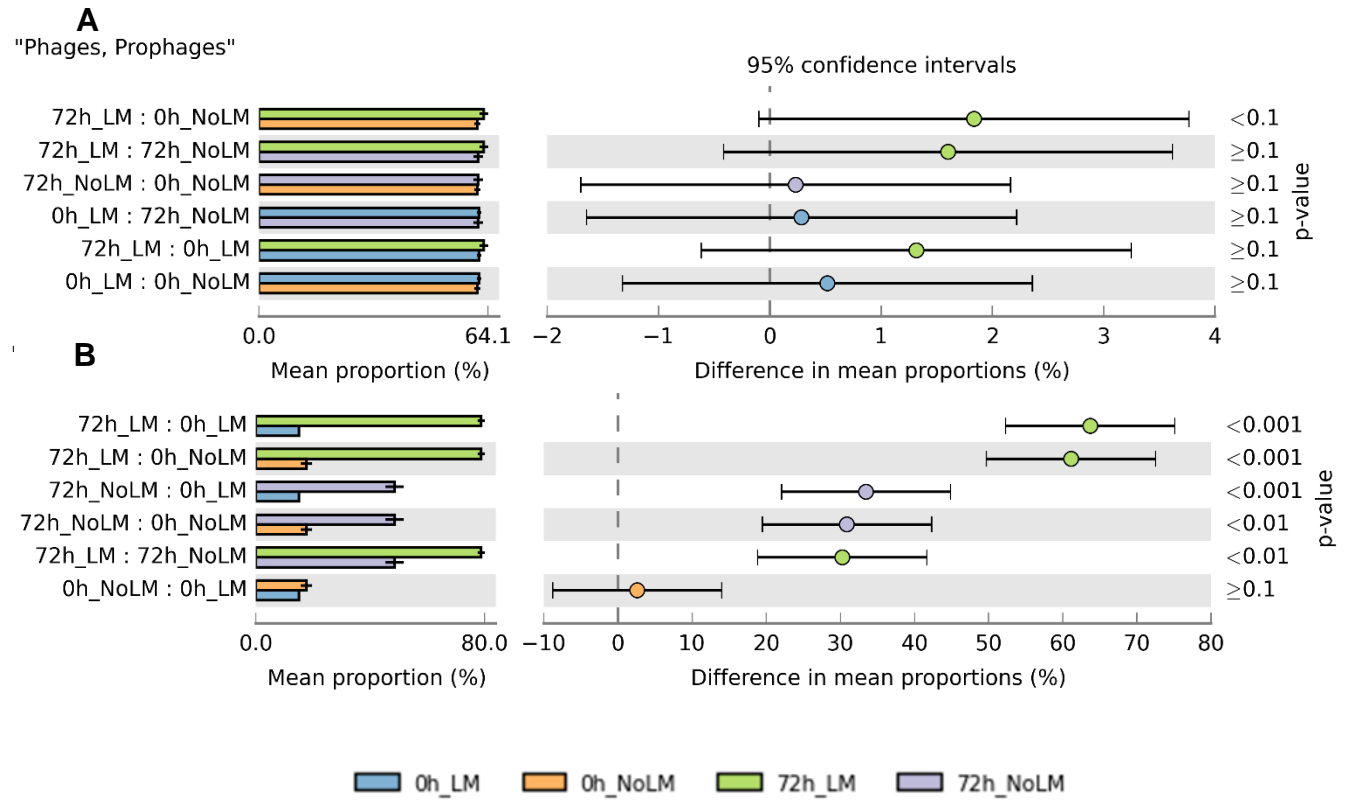 A
"Phages, Prophages"
95% confidence intervals
72h_LM : 0h_NoLM <0.1
72h_LM : 72h_NoLM ≥0.1
72h_NoLM : 0h_NoLM ≥0.1
0h_LM : 72h_NoLM ≥0.1
72h_LM : 0h_LM ≥0.1
0h_LM : 0h_NoLM ≥0.1
p-value
0.0 64.1 −2 −1 0 1 2 3 4
Mean proportion (%) Difference in mean proportions (%)
' B
72h_LM : 0h_LM <0.001
72h_LM : 0h_NoLM <0.001
72h_NoLM : 0h_LM <0.001
72h_NoLM : 0h_NoLM <0.01
72h_LM : 72h_NoLM <0.01
0h_NoLM : 0h_LM ≥0.1
p-value
0.0 80.0 −10 0 10 20 30 40 50 60 70 80
Mean proportion (%) Difference in mean proportions (%)
0h_LM 0h_NoLM 72h_LM 72h_NoLM